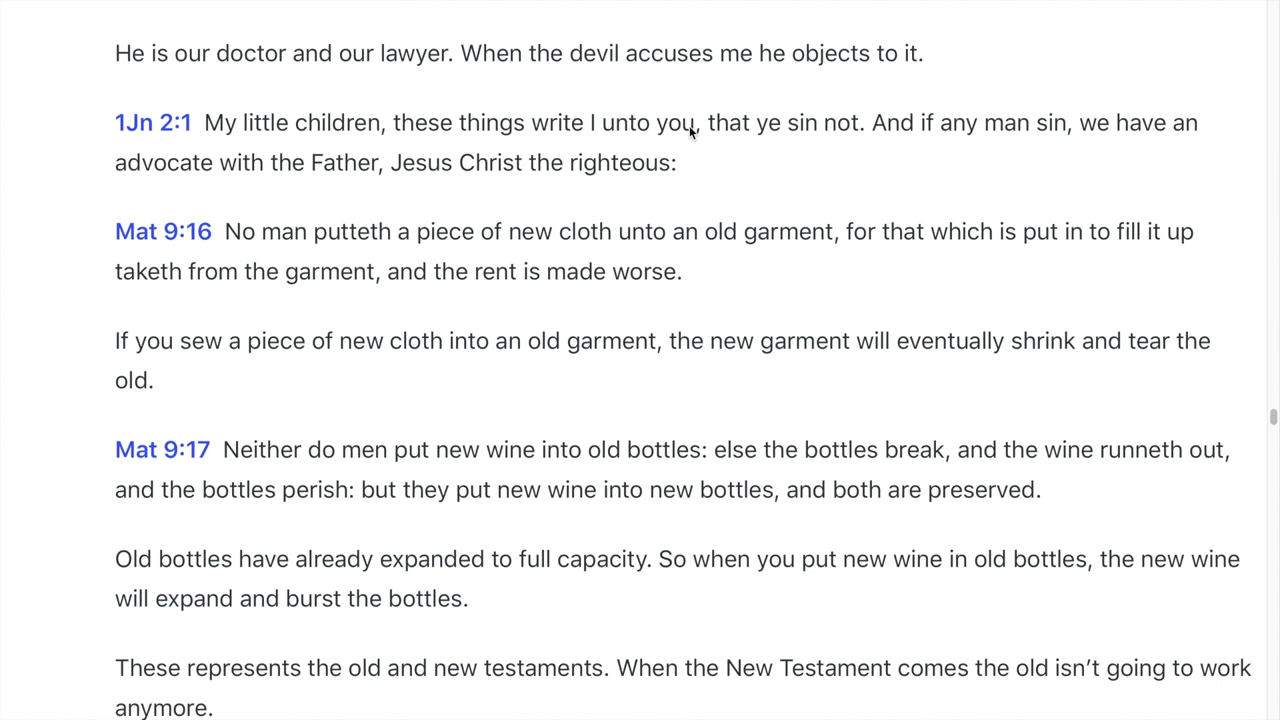 He is our doctor and our lawyer. When the devil accuses me he objects to it.
1Jn 2:1 My little children, these things write I unto you, that ye sin not. And if any man sin, we have an
advocate with the Father, Jesus Christ the righteous:
Mat 9:16 No man putteth a piece of new cloth unto an old garment, for that which is put in to fill it up
taketh from the garment, and the rent is made worse.
If you sew a piece of new cloth into an old garment, the new garment will eventually shrink and tear the
old.
Mat 9:17 Neither do men put new wine into old bottles: else the bottles break, and the wine runneth out,
and the bottles perish: but they put new wine into new bottles, and both are preserved.
Old bottles have already expanded to full capacity. So when you put new wine in old bottles, the new wine
will expand and burst the bottles.
These represents the old and new testaments. When the New Testament comes the old isn’t going to work
anymore.